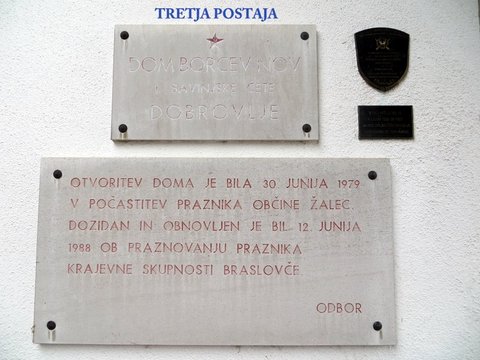 TRETJA POSTAJA
DOM BORCEV NOV
I. SAVINJSKE ČETE
DOBROVLJE
OTVORITEV DOMA JE BILA 30. JUNIJA 1979
V POČASTITEV PRAZNIKA OBČINE ŽALEC
DOZIDAN IN OBNOVLJEN JE BIL 12. JUNIJA
1988 OB PRAZNOVANJU PRAZNIKA
KRAJEVNE SKUPNOSTI BRASLOVČE
ODBOR